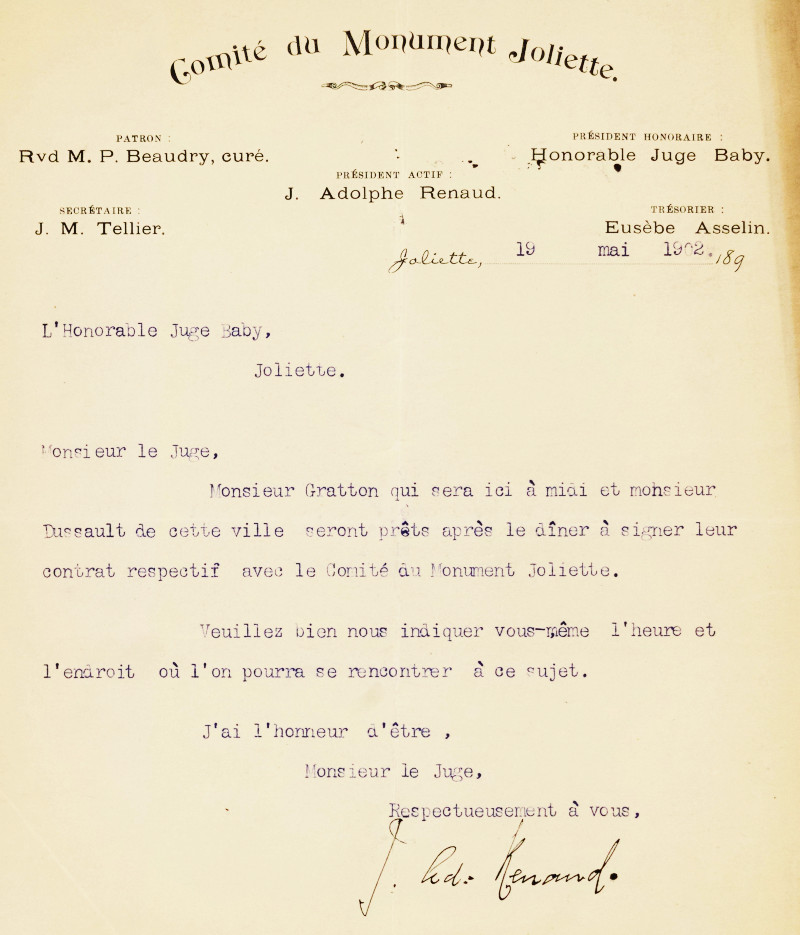 Comité du Monument Joliette.
PATRON :
Rvd M. P. Beaudry, curé.
PRÉSIDENT HONORAIRE :
Honorable Juge Baby.
PRÉSIDENT ACTIF :
J. Adolphe Renaud.
SECRÉTAIRE :
J. M. Tellier.
TRÉSORIER :
Eusèbe Asselin.
Joliette, 19 mai 1902. 189
L'Honorable Juge Baby,
Joliette.
Monsieur le Juge,
Monsieur Gratton qui sera ici à midi et monsieur
Dussault de cette ville seront prêts après le dîner à signer leur
contrat respectif avec le Comité du Monument Joliette.
Veuillez bien nous indiquer vous-même l'heure et
l'endroit où l'on pourra se rencontrer à ce sujet.
J'ai l'honneur d'être ,
Monsieur le Juge,
Respectueusement à vous,
J. Ad. Renaud.